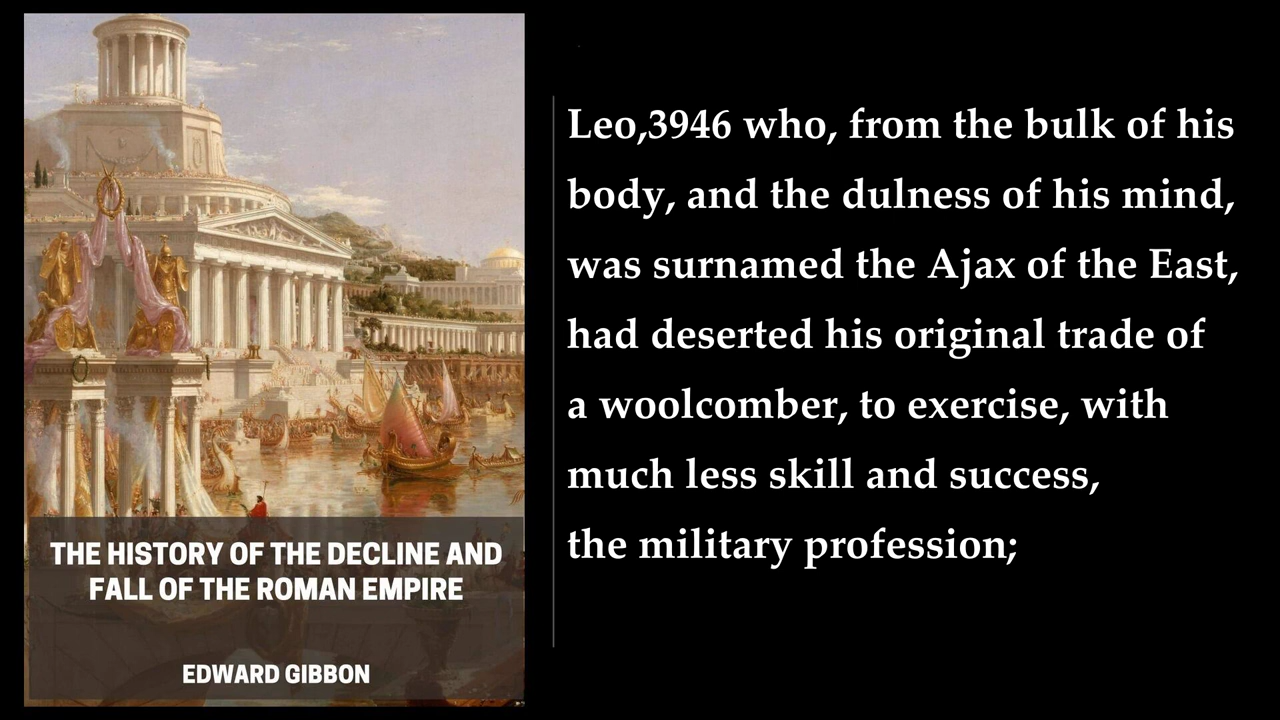 THE HISTORY OF THE DECLINE AND
FALL OF THE ROMAN EMPIRE
EDWARD GIBBON
Leo,3946 who, from the bulk of his
body, and the dulness of his mind,
was surnamed the Ajax of the East,
had deserted his original trade of
a woolcomber, to exercise, with
much less skill and success,
the military profession;